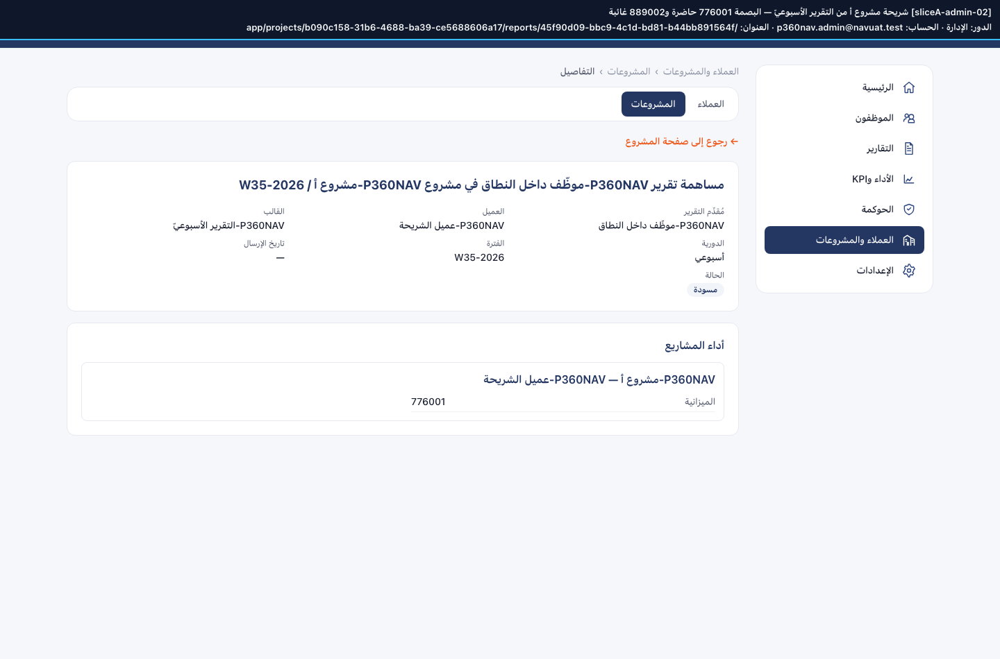 [sliceA-admin-02] شريحة مشروع أ من التقرير الأسبوعيّ — البصمة 776001 حاضرة و889002 غائبة
الدور: الإدارة · الحساب: p360nav.admin@navuat.test · العنوان: /app/projects/b090c158-31b6-4688-ba39-ce5688606a17/reports/45f90d09-bbc9-4c1d-bd81-b44bb891564f
الرئيسية
الموظفون
التقارير
الأداء وKPI
الحوكمة
العملاء والمشروعات
الإعدادات
العملاء والمشروعات › المشروعات › التفاصيل
العملاء
المشروعات
← رجوع إلى صفحة المشروع
مساهمة تقرير P360NAV-موظّف داخل النطاق في مشروع P360NAV-مشروع أ / 2026-W35
مُقدِّم التقرير
P360NAV-موظّف داخل النطاق
العميل
P360NAV-عميل الشريحة
القالب
P360NAV-التقرير الأسبوعيّ
الدورية
أسبوعي
الفترة
2026-W35
تاريخ الإرسال
—
الحالة
مسودة
أداء المشاريع
P360NAV-مشروع أ — P360NAV-عميل الشريحة
الميزانية
776001